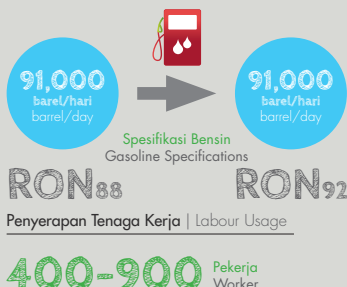 91,000 91,000
barel/hari barel/hari
barrel/day barrel/day
Spesifikasi Bensin
Gasoline Specifications
RON88 RON92
Penyerapan Tenaga Kerja | Labour Usage
400-900 Pekerja
Worker